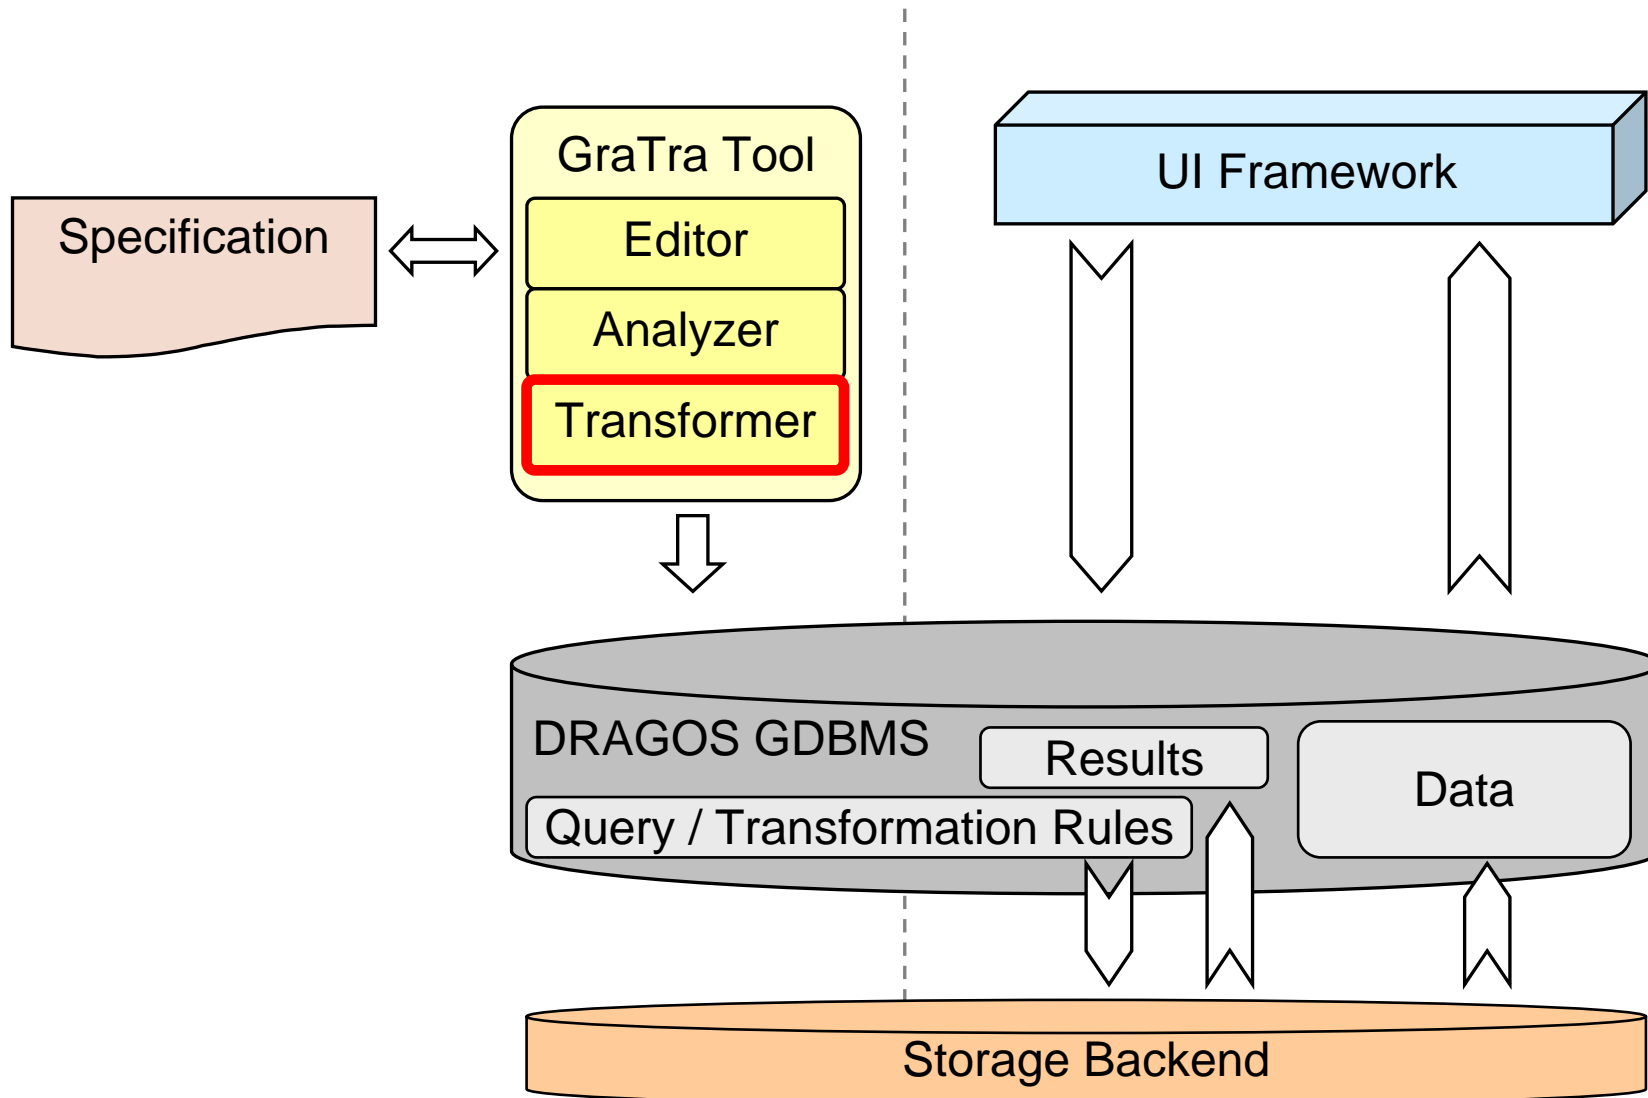 GraTra Tool
UI Framework
Specification
Editor
Analyzer
Transformer
DRAGOS GDBMS
Results
Data
Query / Transformation Rules
Storage Backend